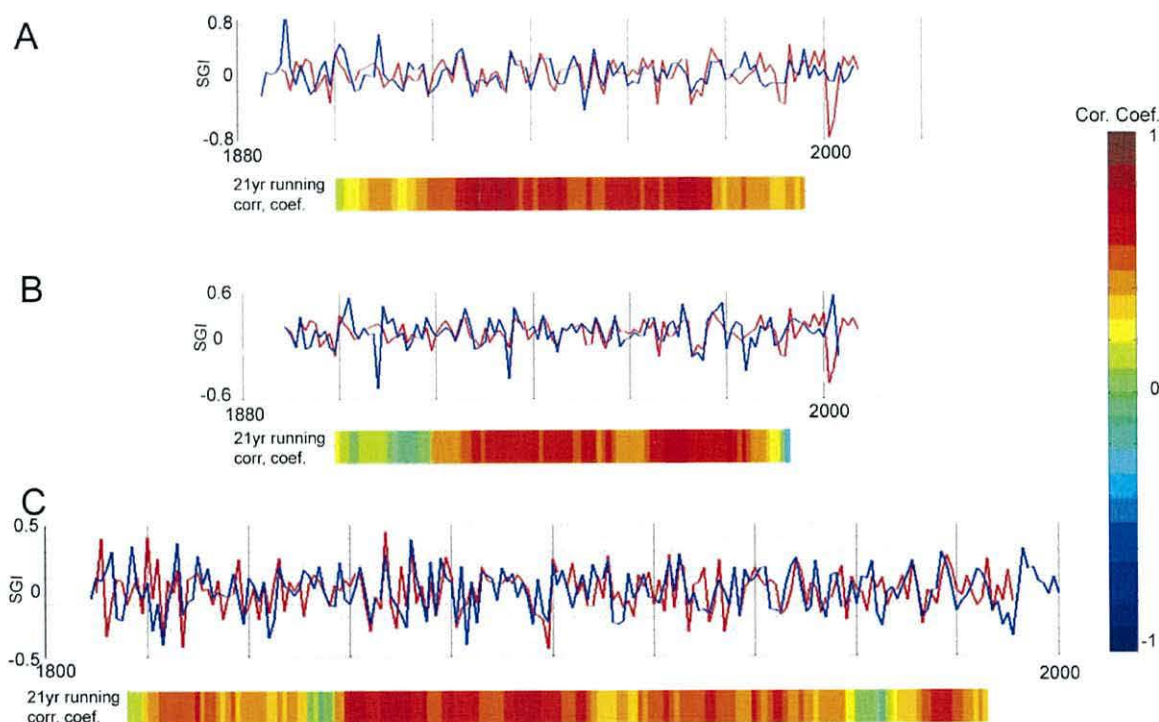 A
SGI
0.8
0
-0.8
1880
2000
21yr running
corr, coef.
Cor. Coef.
1
0
-1
B
SGI
0.6
0
-0.6
1880
2000
21yr running
corr, coef.
C
SGI
0.5
0
-0.5
1800
2000
21yr running
corr, coef.